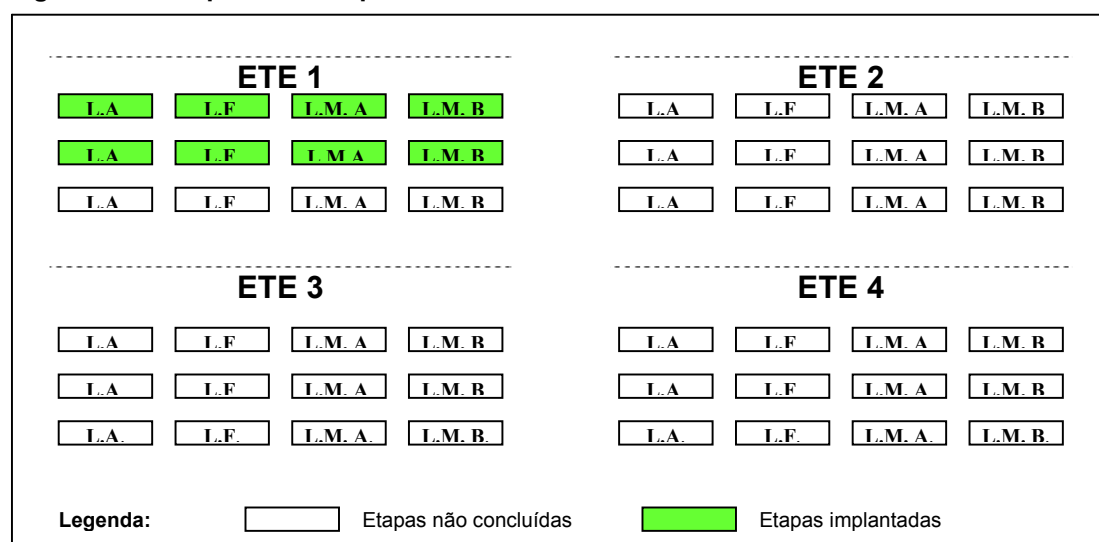 ETE 1
L.A L.F L.M. A L.M. B
L.A L.F L.M A L.M. B
L.A L.F L.M. A L.M. B
ETE 2
L.A L.F L.M. A L.M. B
L.A L.F L.M. A L.M. B
L.A L.F L.M. A L.M. B
ETE 3
L.A L.F L.M. A L.M. B
L.A L.F L.M. A L.M. B
L.A. L.F. L.M. A. L.M. B.
ETE 4
L.A L.F L.M. A L.M. B
L.A L.F L.M. A L.M. B
L.A. L.F. L.M. A. L.M. B.
Legenda: Etapas não concluídas Etapas implantadas